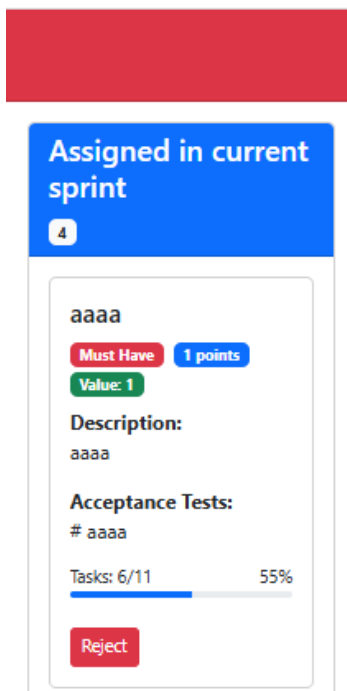 Assigned in current
sprint
4
aaaa
Must Have 1 points
Value: 1
Description:
aaaa
Acceptance Tests:
# aaaa
Tasks: 6/11 55%
Reject